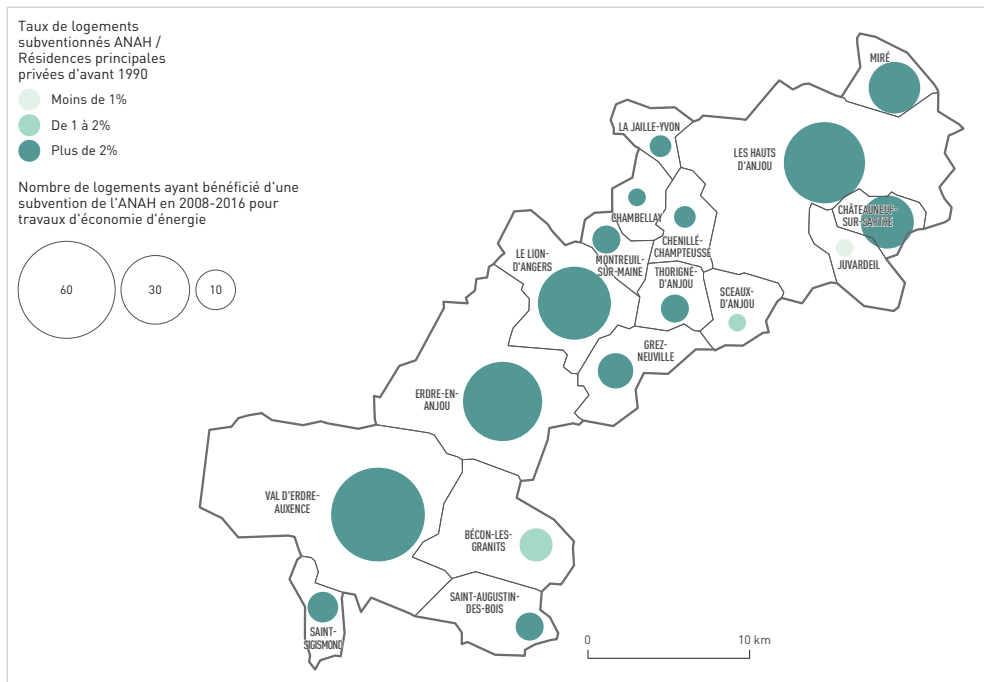 Taux de logements
subventionnés ANAH /
Résidences principales
privées d'avant 1990
Moins de 1%
De 1 à 2%
Plus de 2%
Nombre de logements ayant bénéficié d'une
subvention de l'ANAH en 2008-2016 pour
travaux d'économie d'énergie
60
30
10
MIRÉ
LA JAILLE-YVON
LES HAUTS
D'ANJOU
CHÂTEAUNEUF-
SUR-SARTHE
CHAMBELLAY
CHENILLÉ-
CHAMPTEUSSE
JUVARDEIL
LE LION-
D'ANGERS
MONTREUIL-
SUR-MAINE
THORIGNÉ-
D'ANJOU
SCEAUX-
D'ANJOU
GREZ-
NEUVILLE
ERDRE-EN-
ANJOU
VAL D'ERDRE-
AUXENCE
BÉCON-LES-
GRANITS
SAINT-AUGUSTIN-
DES-BOIS
SAINT-
SIGISMOND
0
10 km